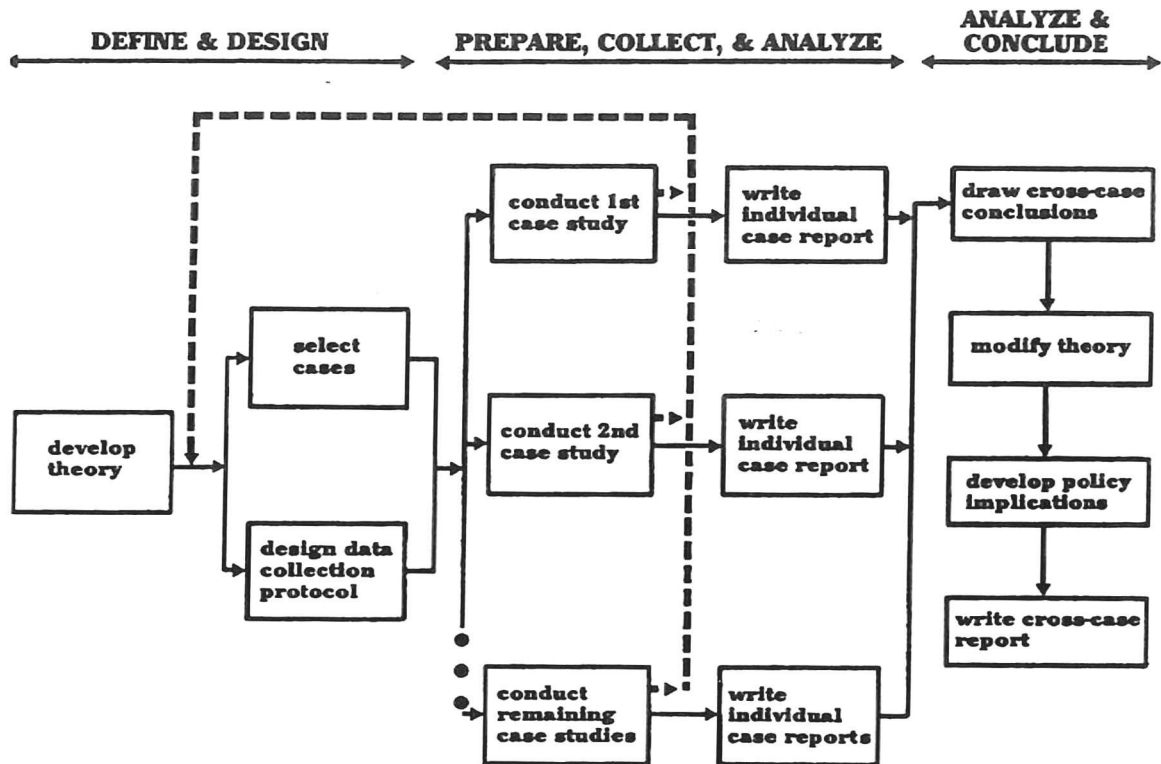 DEFINE & DESIGN
PREPARE, COLLECT, & ANALYZE
ANALYZE &
CONCLUDE
develop
theory
select
cases
design data
collection
protocol
conduct 1st
case study
write
individual
case report
conduct 2nd
case study
write
individual
case report
conduct
remaining
case studies
write
individual
case reports
draw cross-case
conclusions
modify theory
develop policy
implications
write cross-case
report